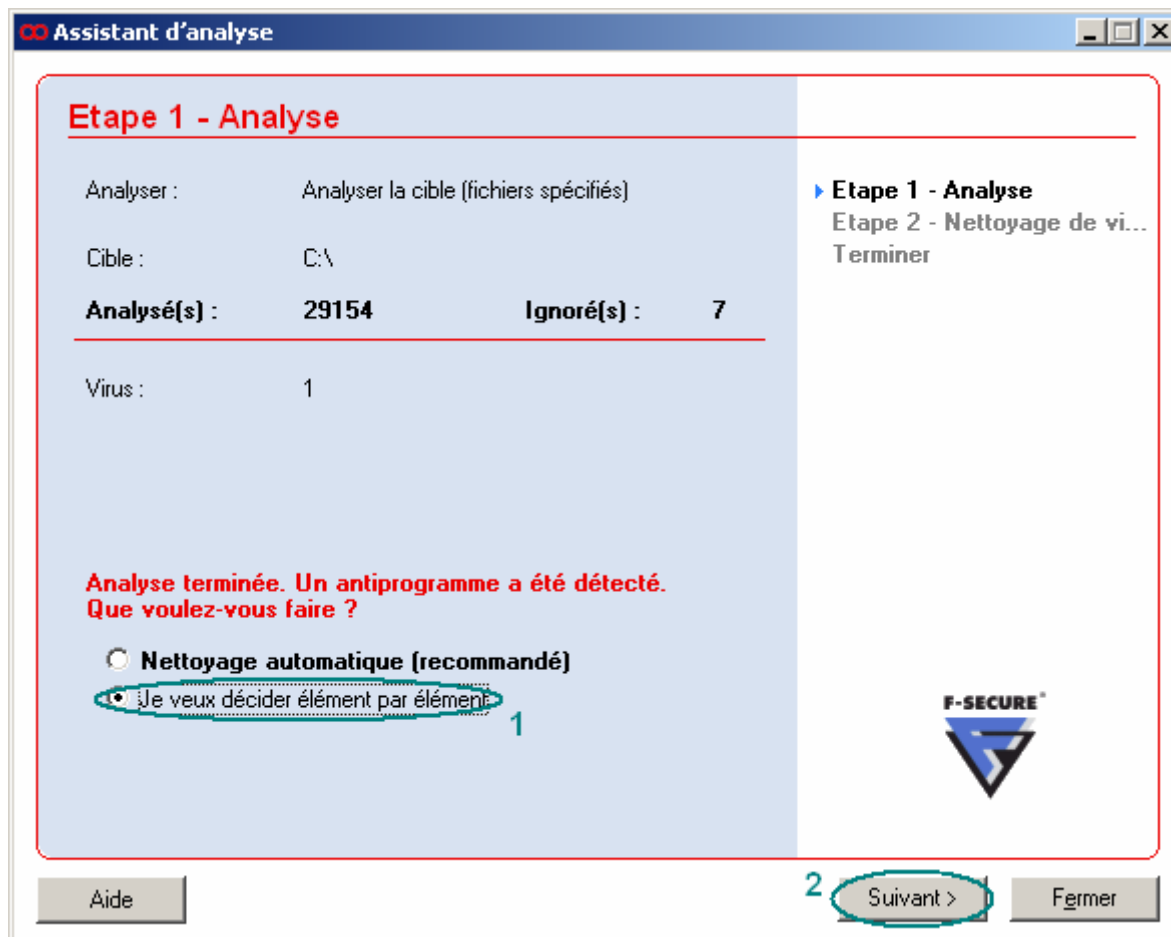 Assistant d'analyse
Etape 1 - Analyse
Analyser : Analyser la cible (fichiers spécifiés)
Cible : C:\
Analysé(s) : 29154 Ignoré(s) : 7
Virus : 1
Analyse terminée. Un antiprogramme a été détecté.
Que voulez-vous faire ?
Nettoyage automatique (recommandé)
Je veux décider élément par élément
1
Etape 1 - Analyse
Etape 2 - Nettoyage de vi...
Terminer
F-SECURE®
Aide
2
Suivant >
Fermer